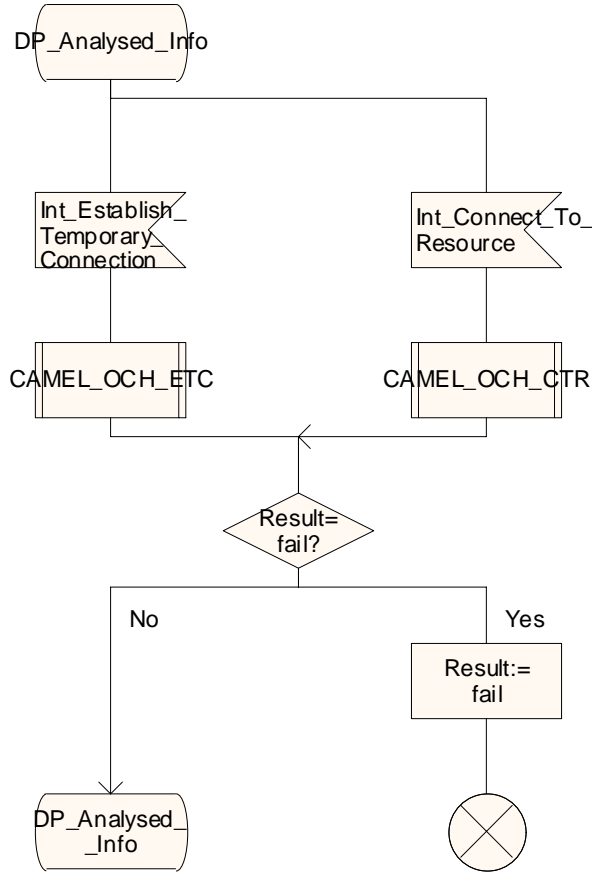 DP_Analysed_Info
Int_Establish_
Temporary_
Connection
Int_Connect_To_
Resource
CAMEL_OCH_ETC
CAMEL_OCH_CTR
Result=
fail?
No
Yes
Result:=
fail
DP_Analysed_
_Info